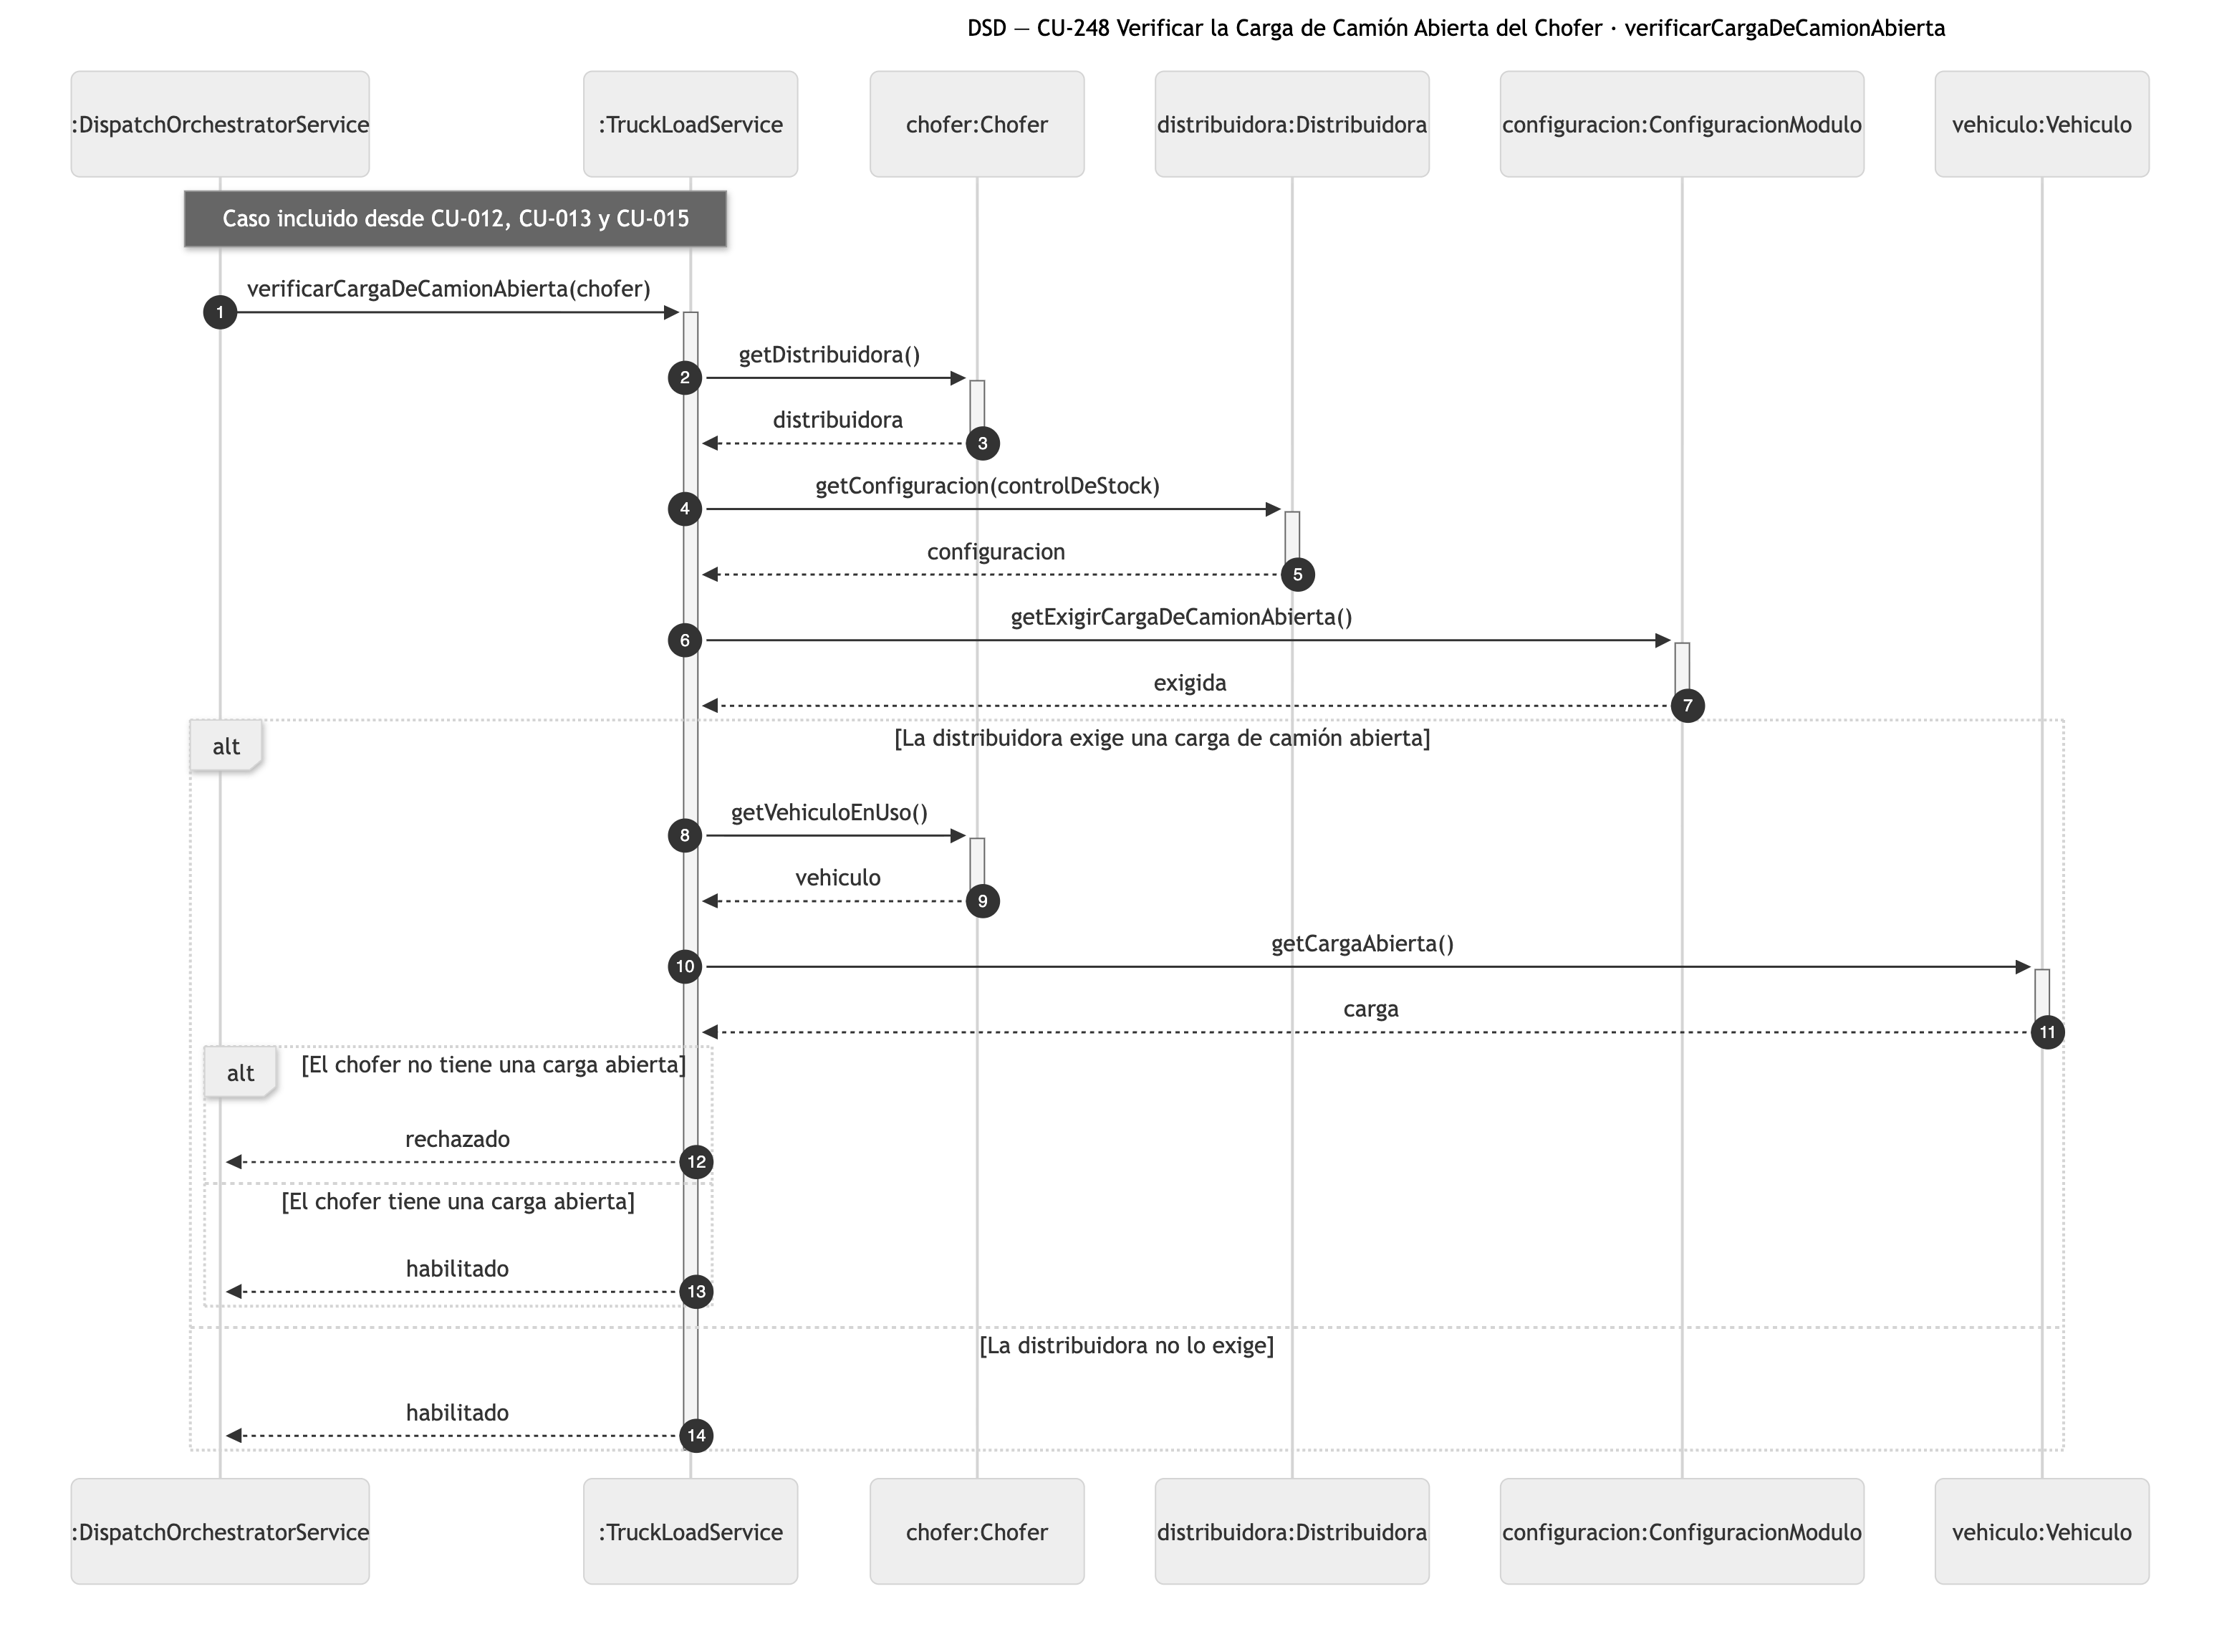 DSD — CU-248 Verificar la Carga de Camión Abierta del Chofer · verificarCargaDeCamionAbierta
:DispatchOrchestratorService
:TruckLoadService
chofer:Chofer
distribuidora:Distribuidora
configuracion:ConfiguracionModulo
vehiculo:Vehiculo
Caso incluido desde CU-012, CU-013 y CU-015
verificarCargaDeCamionAbierta(chofer)
1
getDistribuidora()
2
distribuidora
3
getConfiguracion(controlDeStock)
4
configuracion
5
getExigirCargaDeCamionAbierta()
6
exigida
7
alt
[La distribuidora exige una carga de camión abierta]
getVehiculoEnUso()
8
vehiculo
9
getCargaAbierta()
10
carga
11
alt
[El chofer no tiene una carga abierta]
rechazado
12
[El chofer tiene una carga abierta]
habilitado
13
[La distribuidora no lo exige]
habilitado
14
:DispatchOrchestratorService
:TruckLoadService
chofer:Chofer
distribuidora:Distribuidora
configuracion:ConfiguracionModulo
vehiculo:Vehiculo